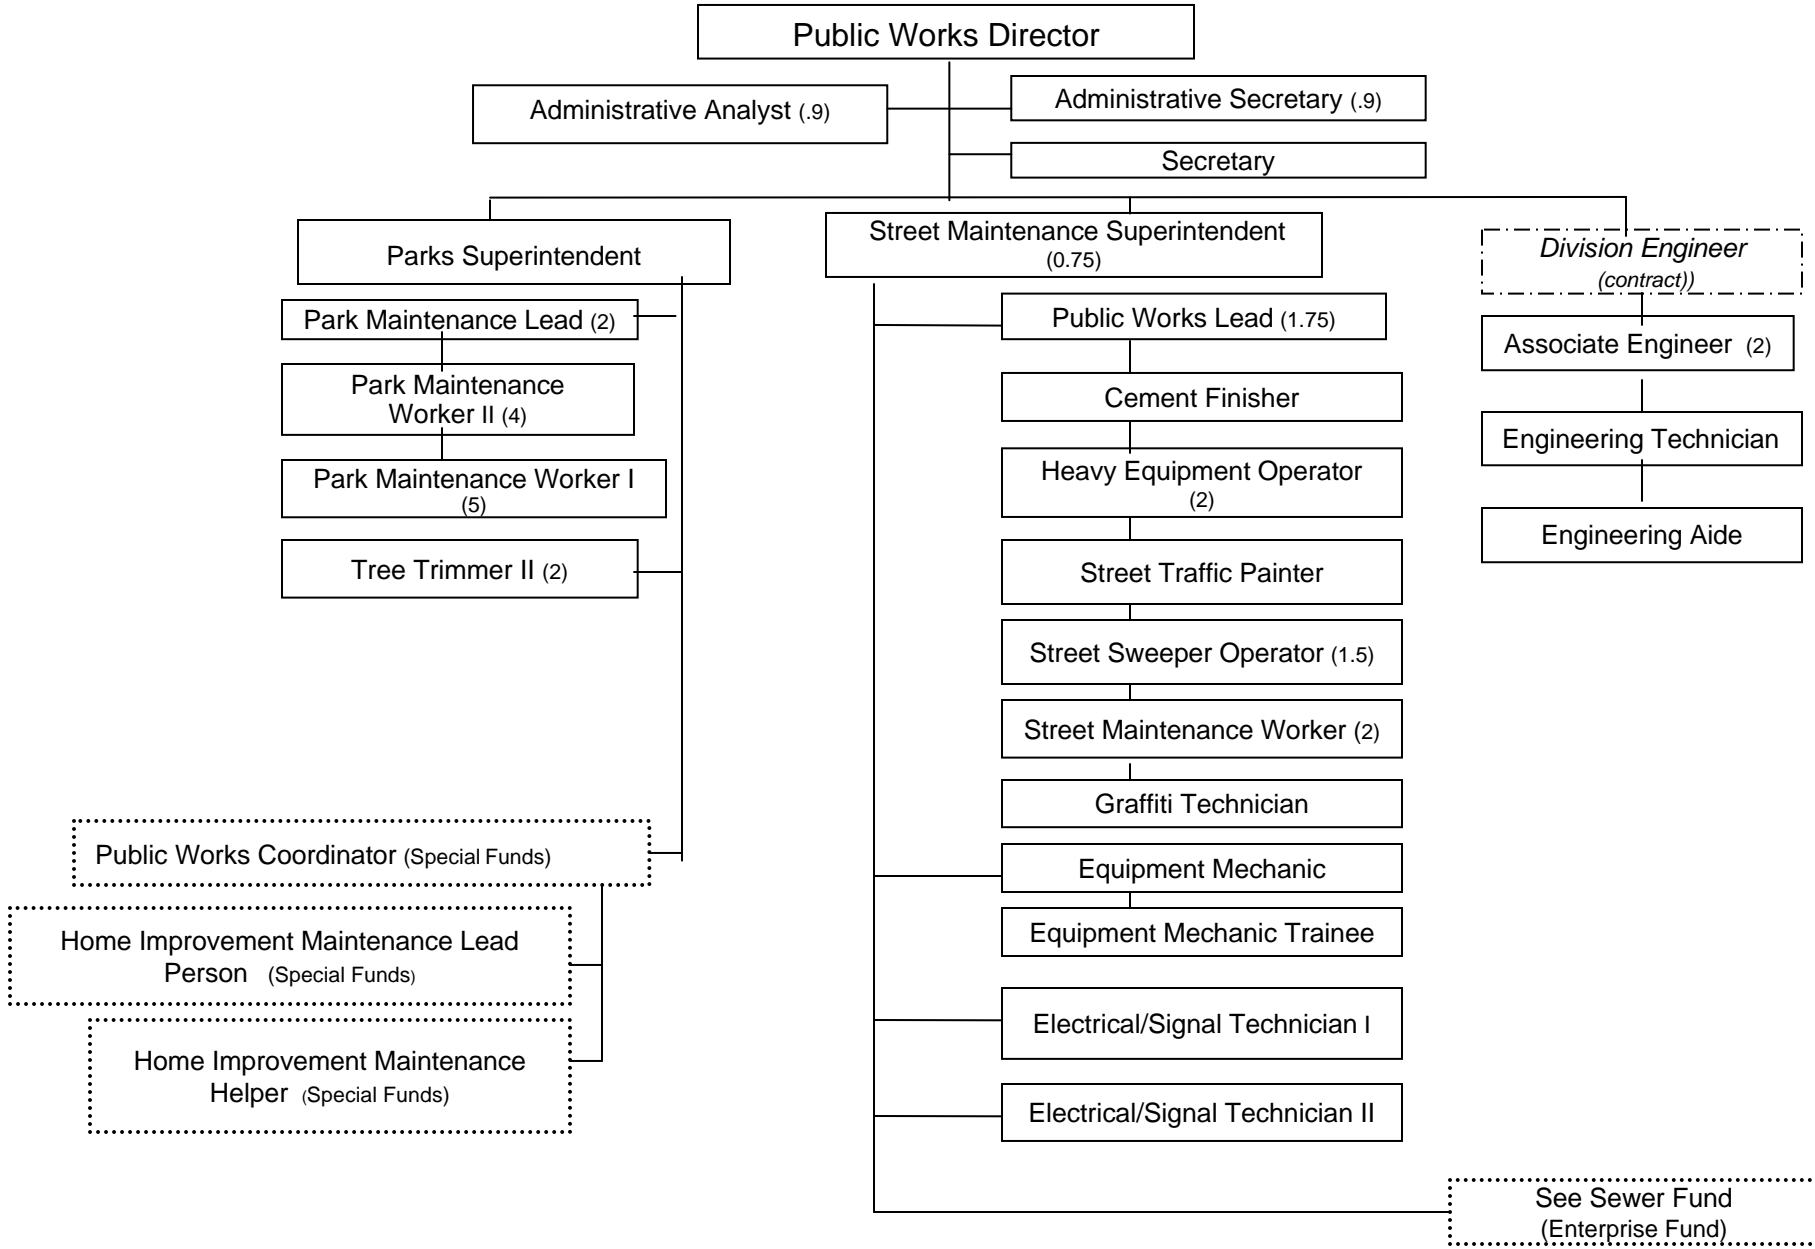 Public Works Director
Administrative Analyst (.9)
Administrative Secretary (.9)
Secretary
Parks Superintendent
Park Maintenance Lead (2)
Park Maintenance
Worker II (4)
Park Maintenance Worker I
(5)
Tree Trimmer II (2)
Public Works Coordinator (Special Funds)
Home Improvement Maintenance Lead
Person (Special Funds)
Home Improvement Maintenance
Helper (Special Funds)
Street Maintenance Superintendent
(0.75)
Public Works Lead (1.75)
Cement Finisher
Heavy Equipment Operator
(2)
Street Traffic Painter
Street Sweeper Operator (1.5)
Street Maintenance Worker (2)
Graffiti Technician
Equipment Mechanic
Equipment Mechanic Trainee
Electrical/Signal Technician I
Electrical/Signal Technician II
See Sewer Fund
(Enterprise Fund)
Division Engineer
(contract))
Associate Engineer (2)
Engineering Technician
Engineering Aide